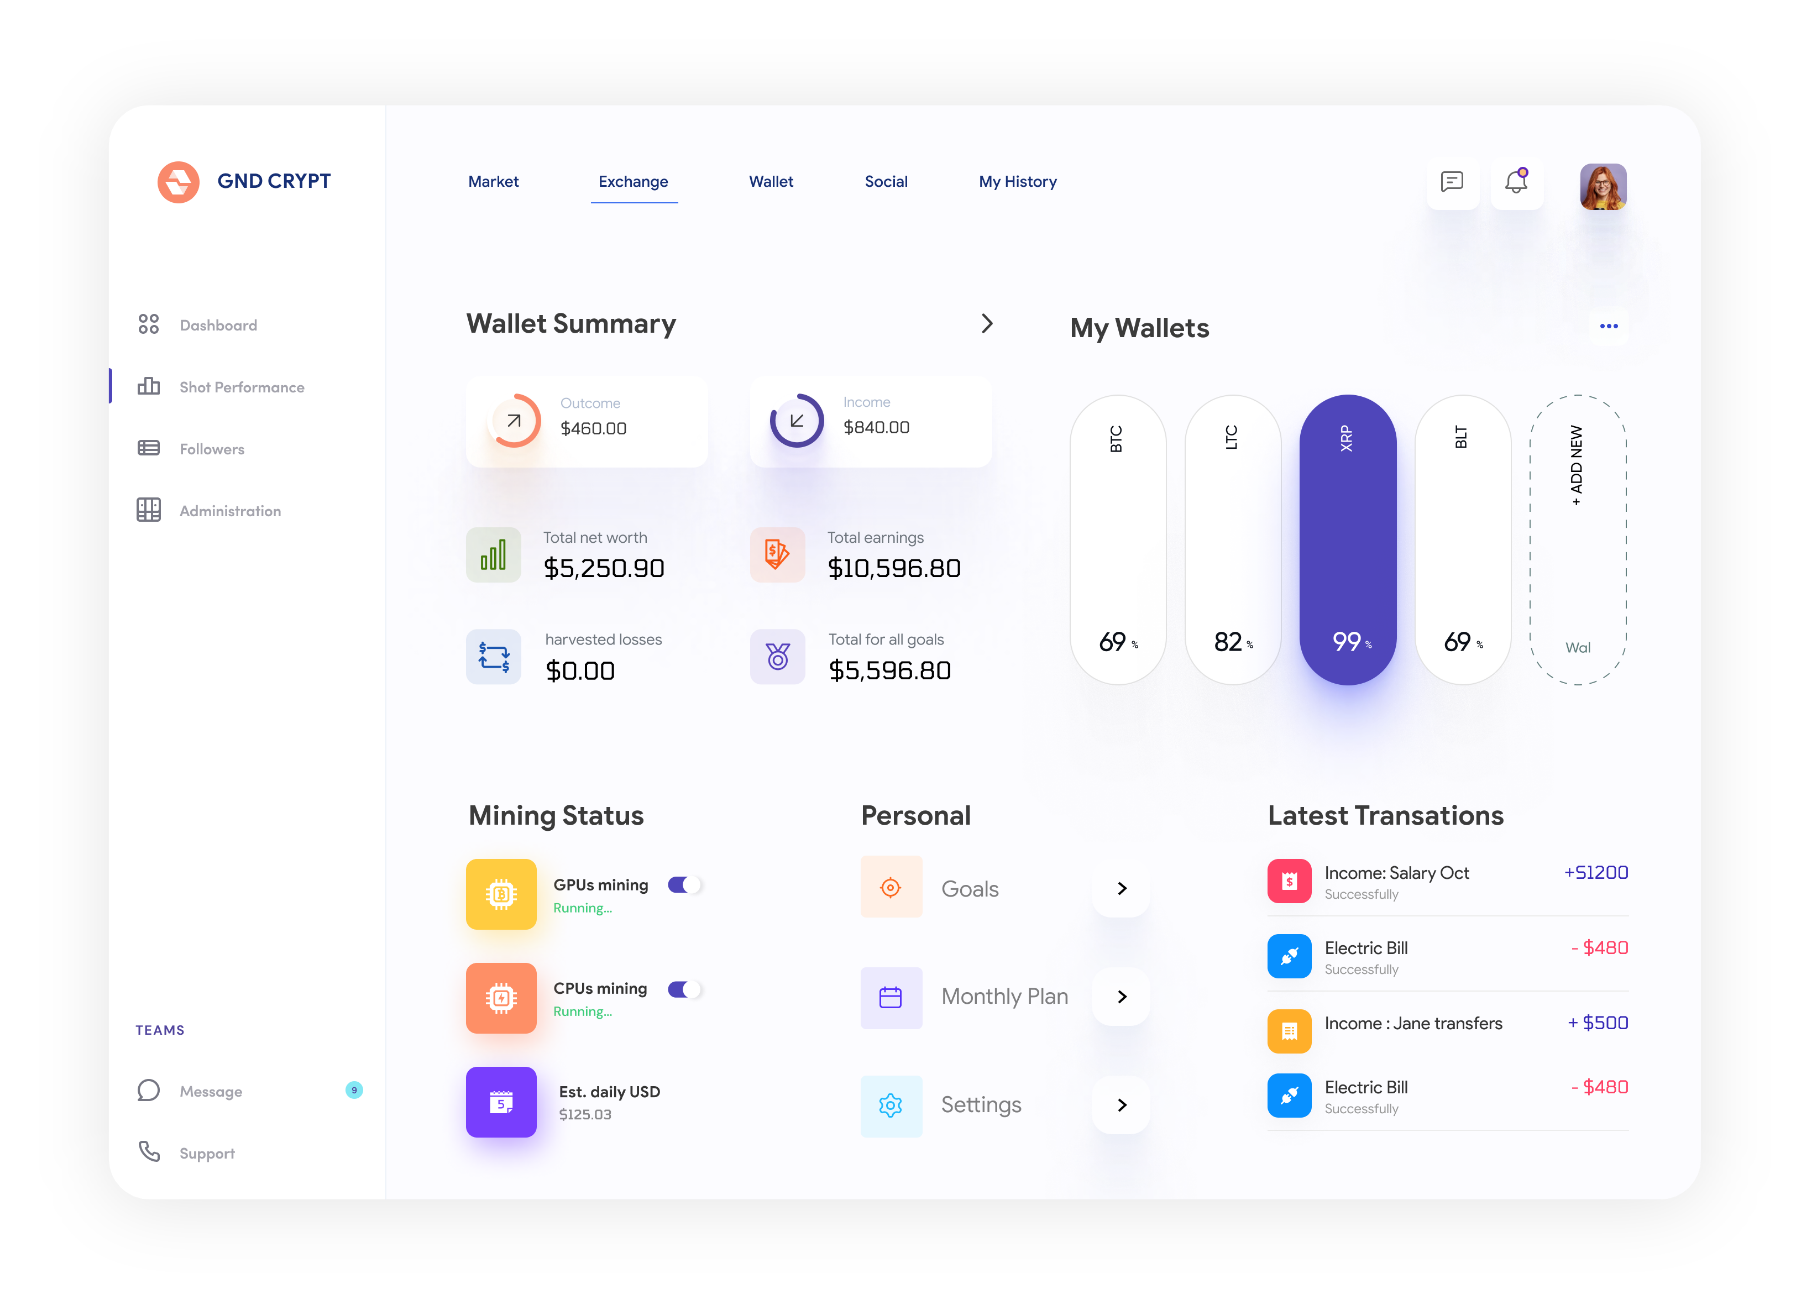 GND CRYPT
Market
Exchange
Wallet
Social
My History
Dashboard
Shot Performance
Followers
Administration
TEAMS
Message
9
Support
Wallet Summary
Outcome
$460.00
Income
$840.00
Total net worth
$5,250.90
Total earnings
$10,596.80
harvested losses
$0.00
Total for all goals
$5,596.80
My Wallets
BTC
69 %
LTC
82 %
XRP
99 %
BLT
69 %
+ ADD NEW
Wal
Mining Status
GPUs mining
Running...
CPUs mining
Running...
5
Est. daily USD
$125.03
Personal
Goals
Monthly Plan
Settings
Latest Transations
Income: Salary Oct
+S1200
Successfully
Electric Bill
- $480
Successfully
Income : Jane transfers
+ $500
Electric Bill
- $480
Successfully